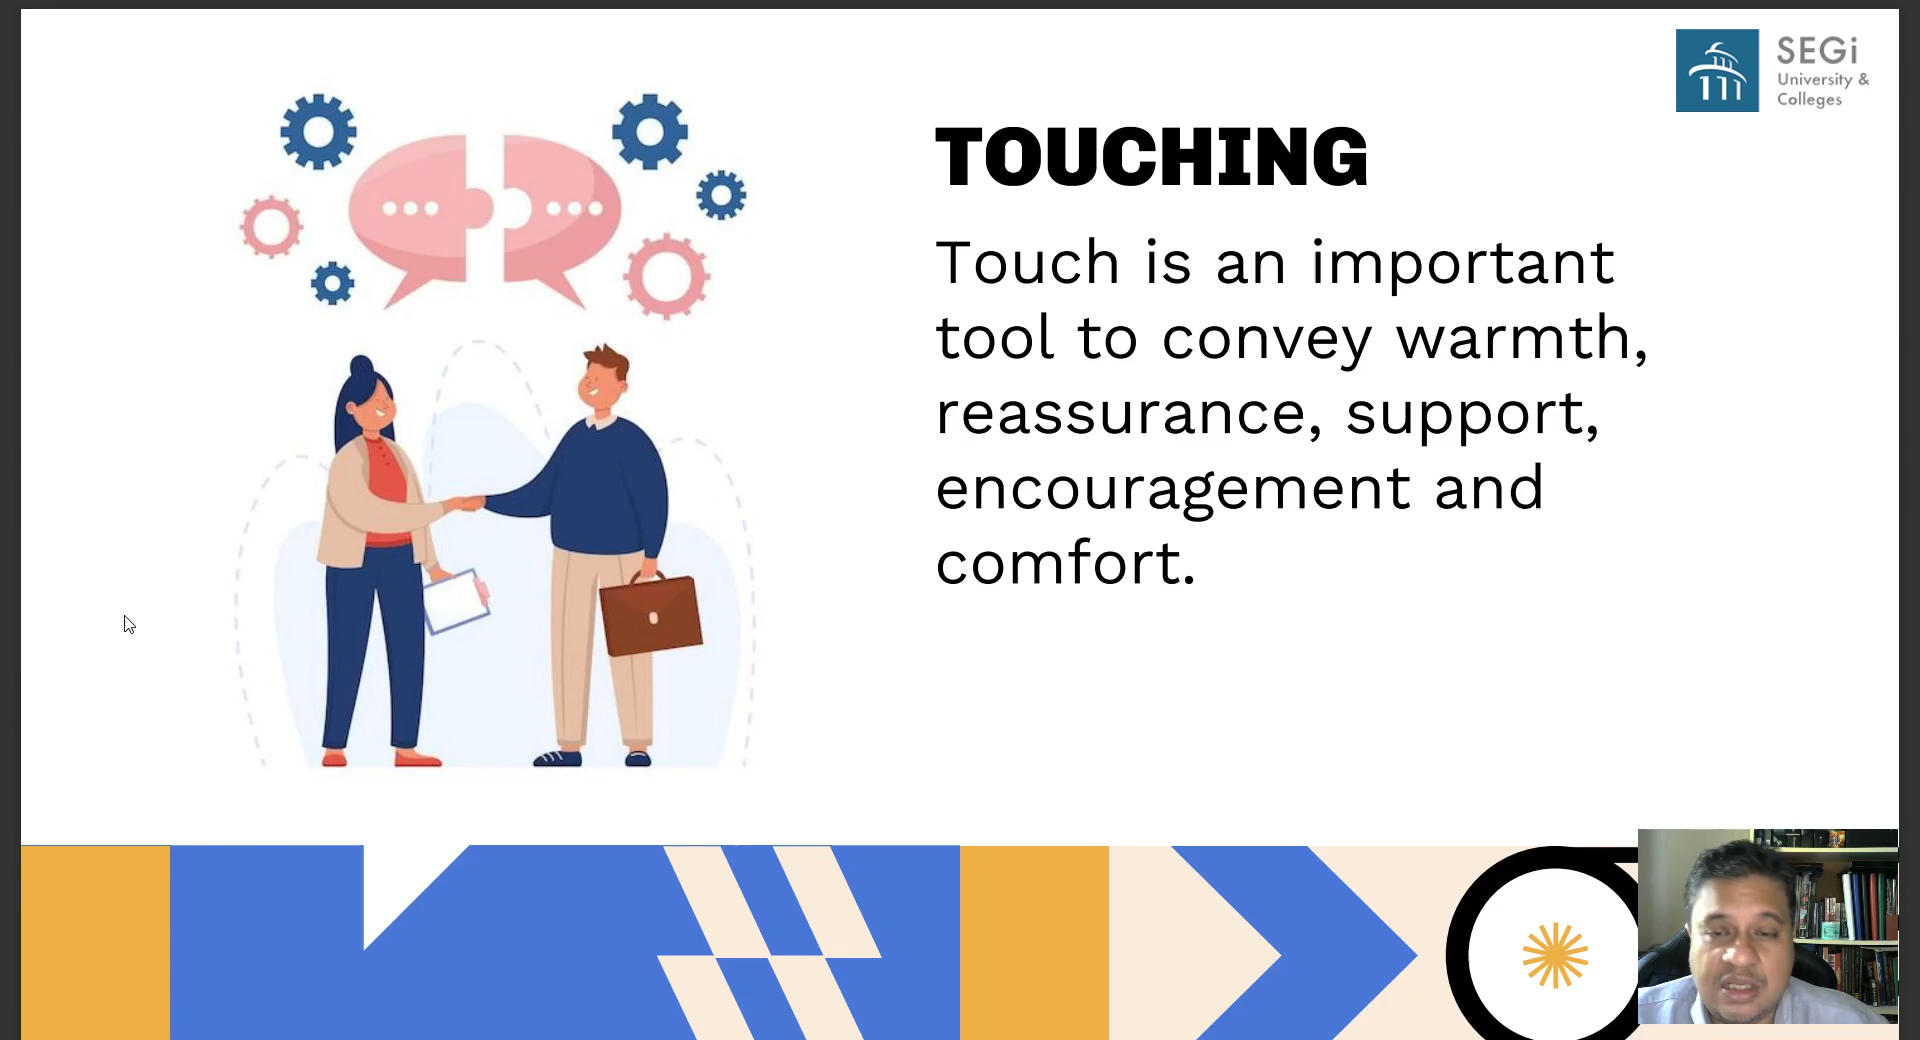 SEGi
University &
Colleges
TOUCHING
Touch is an important
tool to convey warmth,
reassurance, support,
encouragement and
comfort.